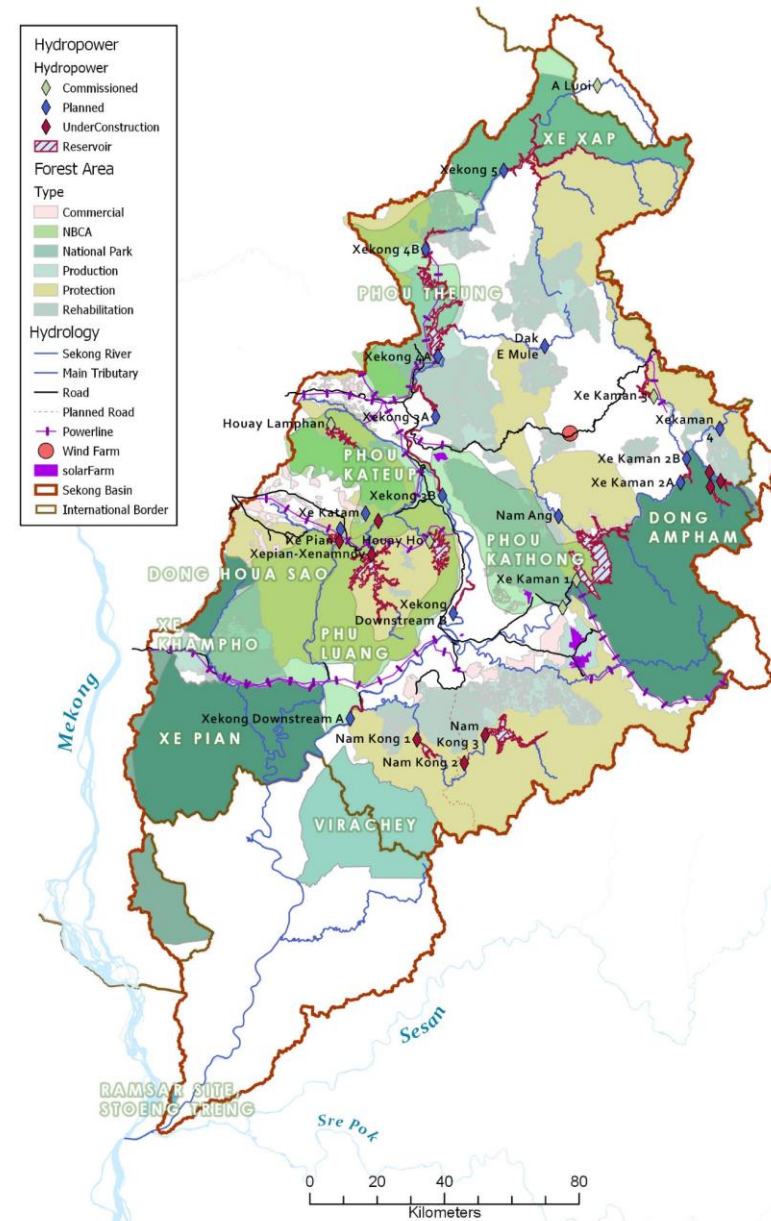 Hydropower
Hydropower
Commissioned
Planned
UnderConstruction
Reservoir
Forest Area
Type
Commercial
NBCA
National Park
Production
Protection
Rehabilitation
Hydrology
Sekong River
Main Tributary
Road
Planned Road
Powerline
Wind Farm
solarFarm
Sekong Basin
International Border
A Luoi
XE XAP
Xekong 5
Xekong 4B
PHOU THEUNG
Dak
E Mule
Xekong 4A
Xe Kaman 3
Xekong 3A
Houay Lamphan
Xekaman
4
PHOU
KATEUP
Xe Kaman 2B
Xe Kaman 2A
Xekong 3B
Xe Katam
Nam Ang
DONG
AMPHAM
Xe Pian
Houay Ho
PHOU
KATHONG
Xepian-Xenamnoy
DONG HOUA SAO
Xe Kaman 1
Xekong
Downstream B
XE
KHAMPHO
PHU
LUANG
Mekong
Xekong Downstream A
XE PIAN
Nam Kong 1
Nam
Kong 3
Nam Kong 2
VIRACHEY
Sesan
RAMSAR SITE,
STOENG TRENG
Sre Pok
0 20 40 80
Kilometers